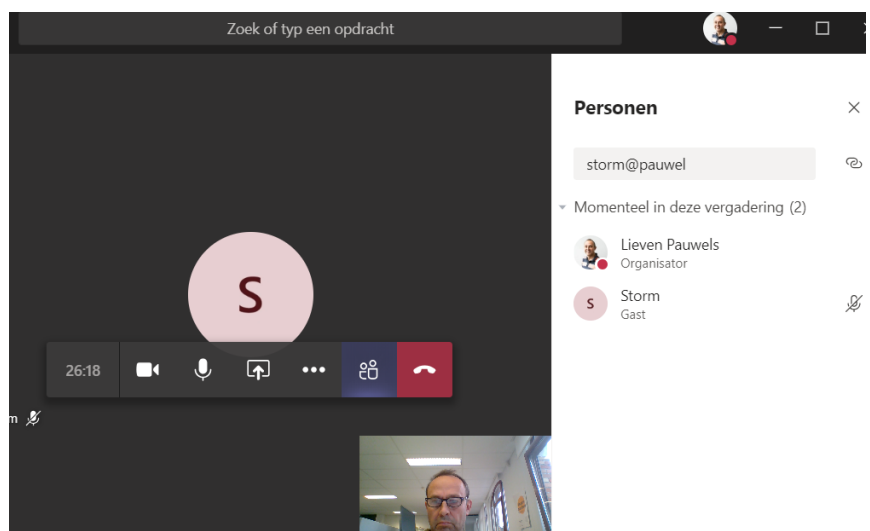 Zoek of typ een opdracht
Personen
storm@pauwel
Momenteel in deze vergadering (2)
Lieven Pauwels
Organisator
S
Storm
Gast
S
26:18
m